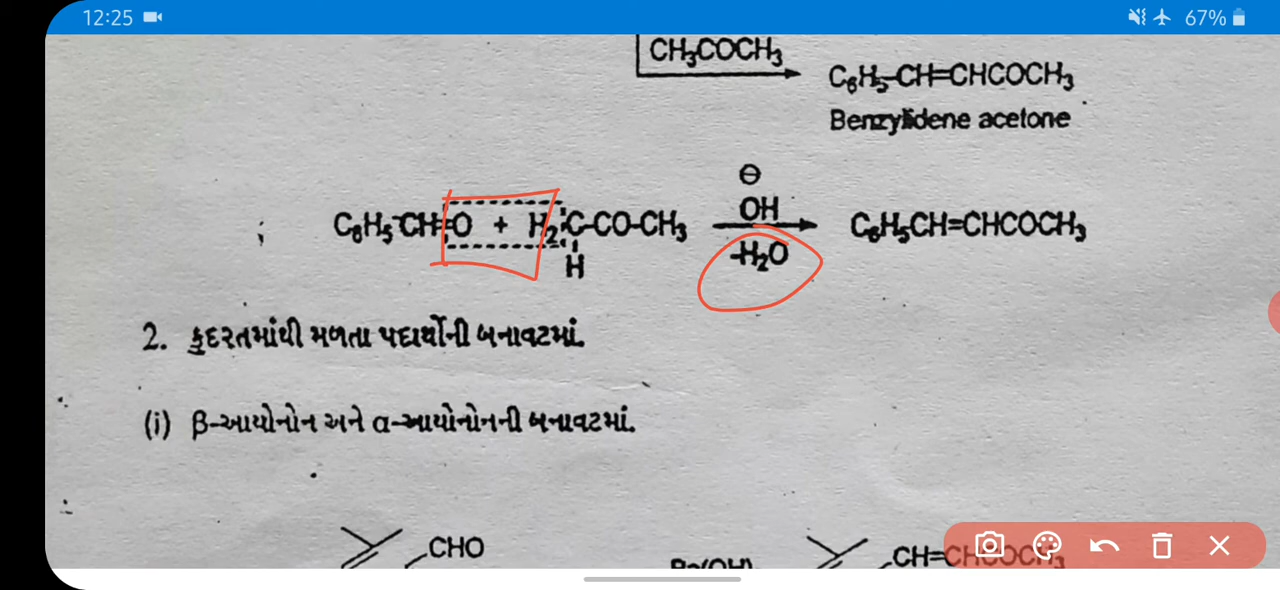 12:25 67%
CH₃COCH₃
C₆H₅-CH=CHCOCH₃
Benzylidene acetone
⊖
C₆H₅-CH=O + H₂C-CO-CH₃ OH C₆H₅CH=CHCOCH₃
-H₂O
H
2. કુદરતમાંથી મળતા પદાર્થોની બનાવટમાં.
(i) β-આયોનોન અને α-આયોનોનની બનાવટમાં.
CHO CH=CHCOCH₃